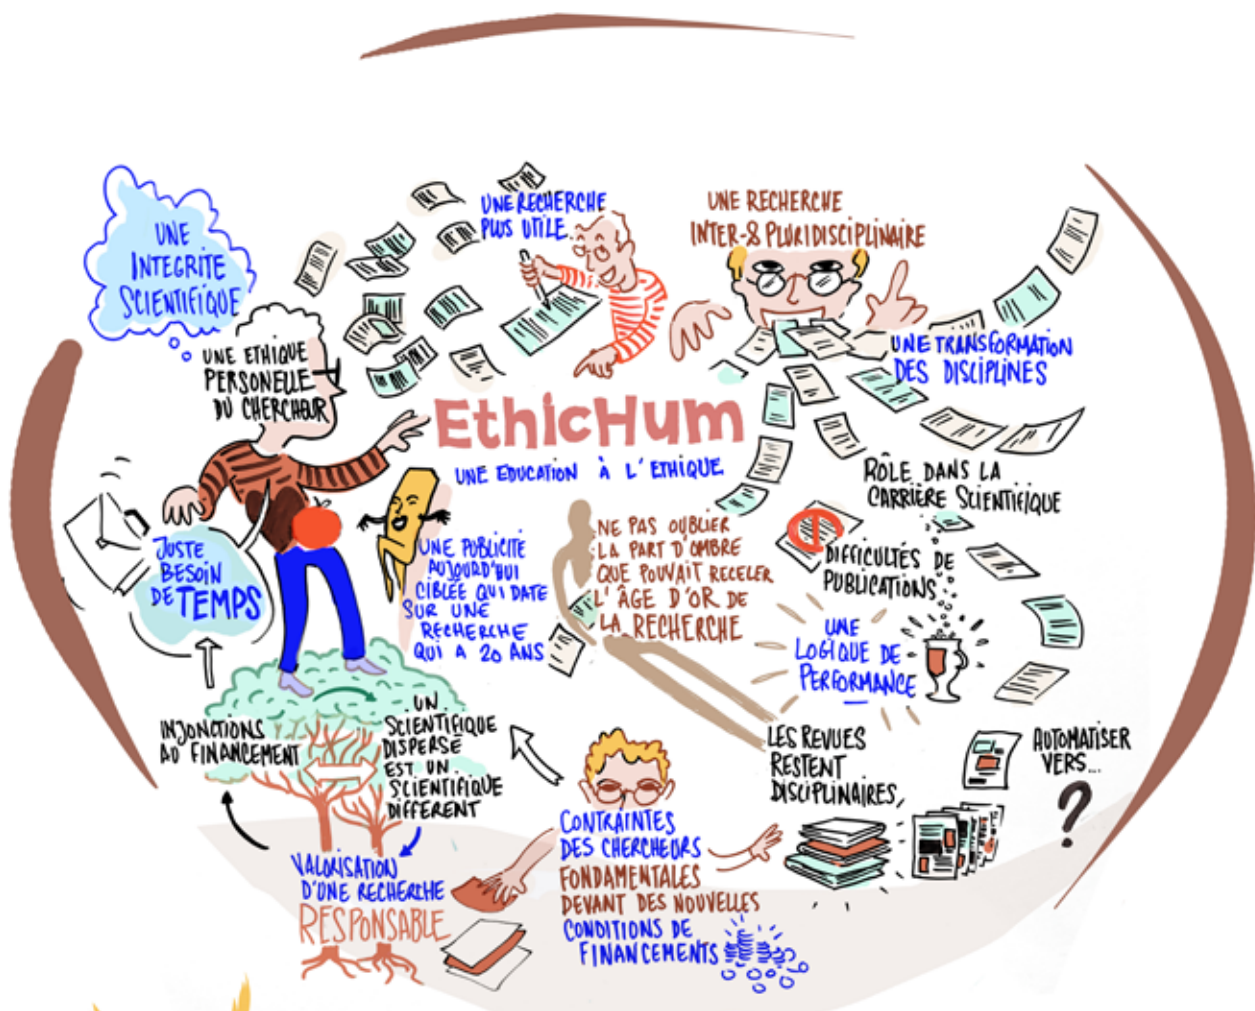 UNE
INTEGRITE
SCIENTIFIQUE
UNE RECHERCHE
PLUS UTILE
UNE RECHERCHE
INTER-& PLURIDISCIPLINAIRE
UNE ETHIQUE
PERSONELLE
DU CHERCHEUR
UNE TRANSFORMATION
DES DISCIPLINES
EthicHum
UNE EDUCATION À L'ETHIQUE
RÔLE DANS LA
CARRIÈRE SCIENTIFIQUE
JUSTE
BESOIN
DE TEMPS
UNE PUBLICITE
AUJOURD'HUI
CIBLÉE QUI DATE
SUR UNE
RECHERCHE
QUI A 20 ANS
NE PAS OUBLIER
LA PART D'OMBRE
QUE POUVAIT RECELER
L'ÂGE D'OR DE
LA RECHERCHE
DIFFICULTÉS DE
PUBLICATIONS
UNE
LOGIQUE DE
PERFORMANCE
INJONCTIONS
AU FINANCEMENT
UN
SCIENTIFIQUE
DISPERSÉ
EST UN
SCIENTIFIQUE
DIFFERENT
LES REVUES
RESTENT
DISCIPLINAIRES,
AUTOMATISER
VERS...
?
VALORISATION
D'UNE RECHERCHE
RESPONSABLE
CONTRAINTES
DES CHERCHEURS
FONDAMENTALES
DEVANT DES NOUVELLES
CONDITIONS DE
FINANCEMENTS